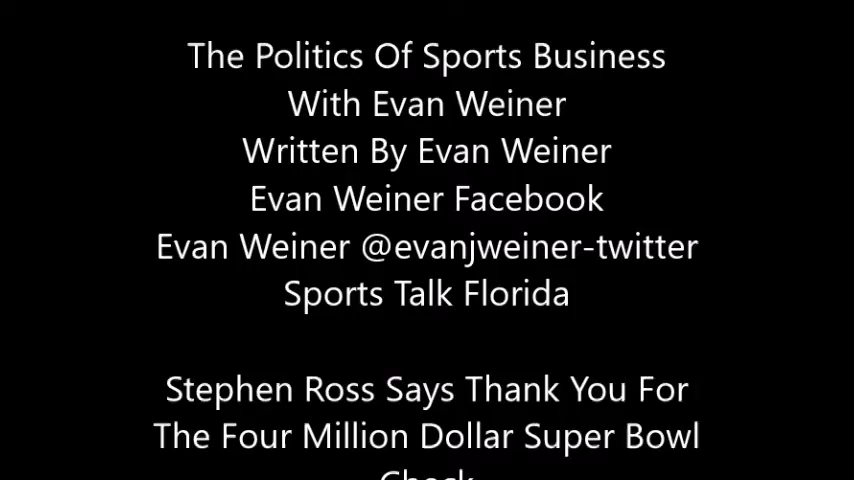 The Politics Of Sports Business
With Evan Weiner
Written By Evan Weiner
Evan Weiner Facebook
Evan Weiner @evanjweiner-twitter
Sports Talk Florida
Stephen Ross Says Thank You For
The Four Million Dollar Super Bowl
Check